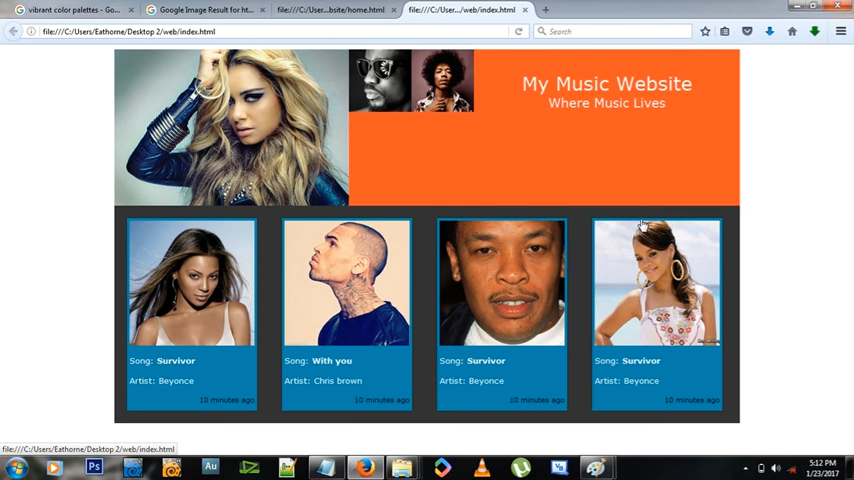 vibrant color palettes - Go...
Google Image Result for ht...
file:///C:/User...bsite/home.html
file:///C:/User.../web/index.html
file:///C:/Users/Eathorne/Desktop 2/web/index.html
Search
My Music Website
Where Music Lives
Song: Survivor
Artist: Beyonce
10 minutes ago
Song: With you
Artist: Chris brown
10 minutes ago
Song: Survivor
Artist: Beyonce
10 minutes ago
Song: Survivor
Artist: Beyonce
10 minutes ago
file:///C:/Users/Eathorne/Desktop 2/web/index.html
Ps
Au
5:12 PM
1/23/2017